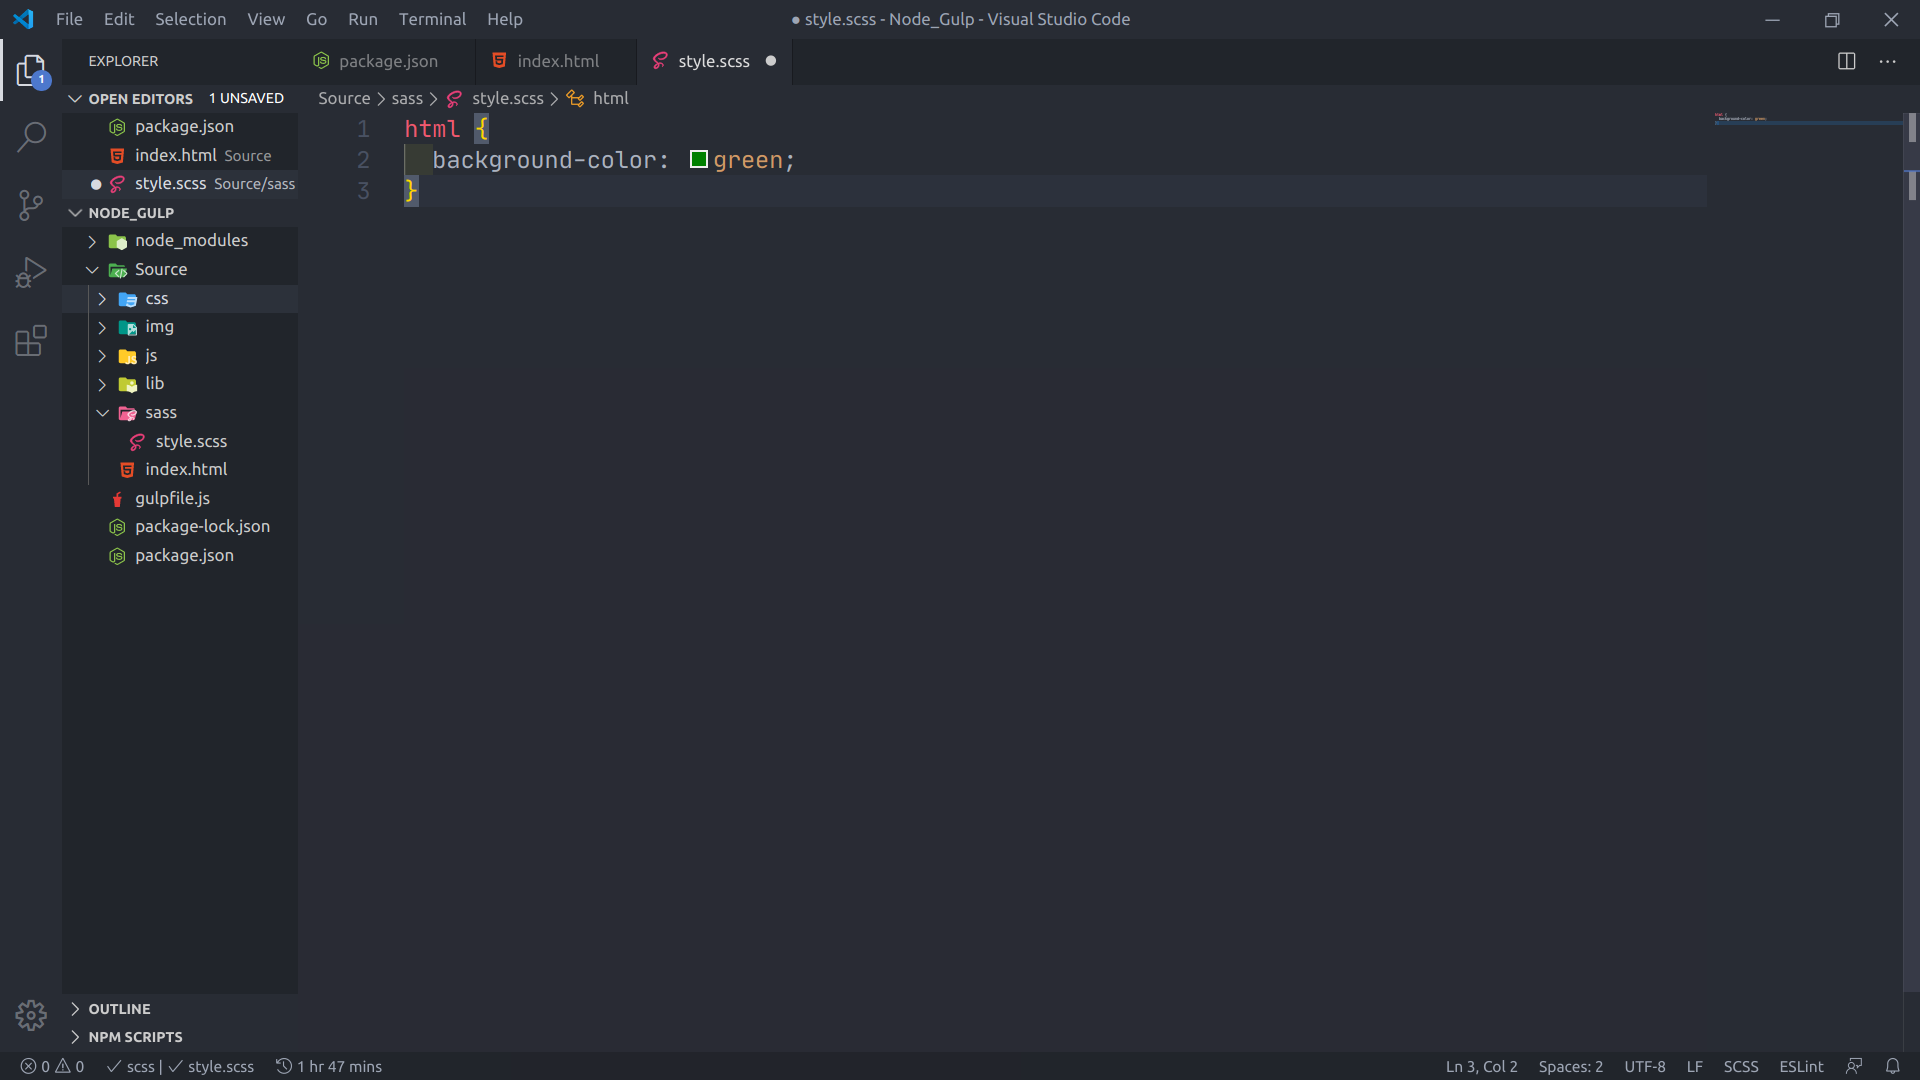 File Edit Selection View Go Run Terminal Help
● style.scss - Node_Gulp - Visual Studio Code
EXPLORER
package.json
index.html
style.scss
1
OPEN EDITORS 1 UNSAVED
package.json
index.html Source
style.scss Source/sass
NODE_GULP
node_modules
Source
css
img
js
lib
sass
style.scss
index.html
gulpfile.js
package-lock.json
package.json
OUTLINE
NPM SCRIPTS
Source > sass > style.scss > html
1 html {
2 background-color: green;
3 }
0 0 scss | style.scss 1 hr 47 mins
Ln 3, Col 2 Spaces: 2 UTF-8 LF SCSS ESLint